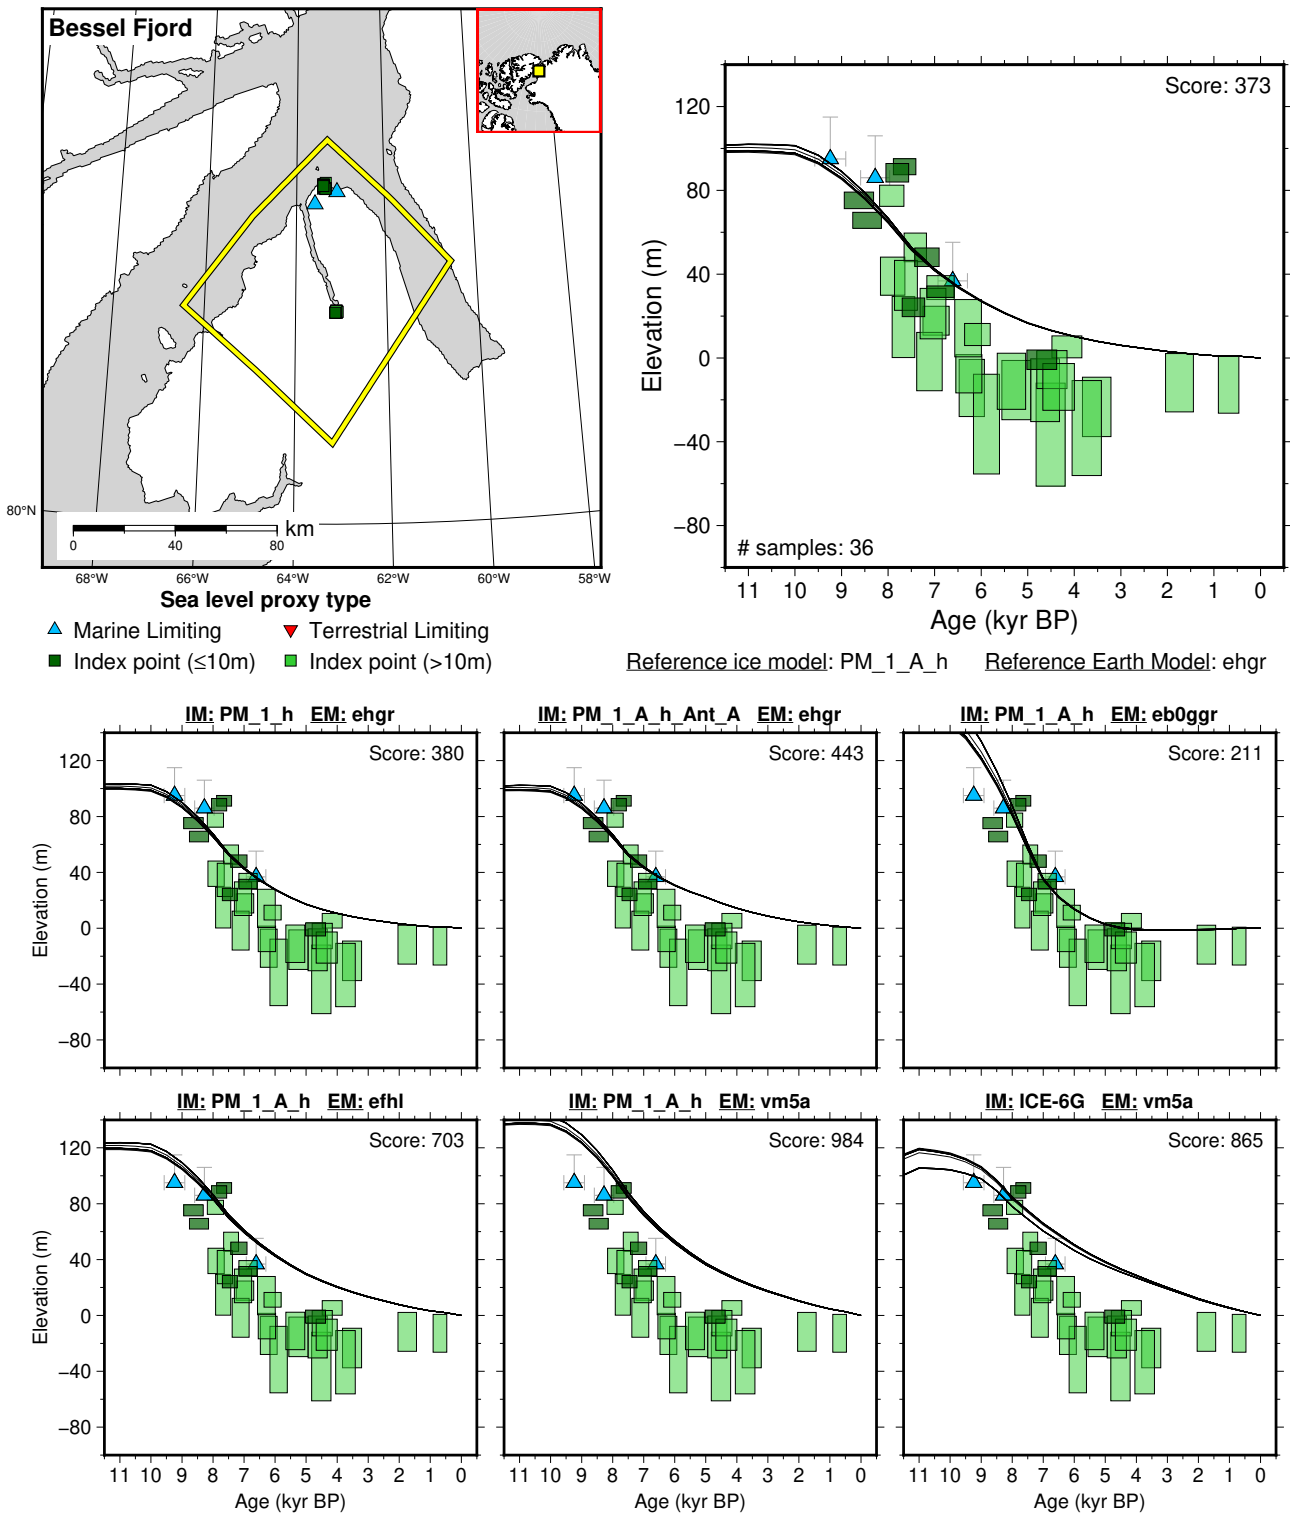 Bessel Fjord
80°N
km
0 40 80
68°W 66°W 64°W 62°W 60°W 58°W
Sea level proxy type
Marine Limiting Terrestrial Limiting
Index point (≤10m) Index point (>10m)
Score: 373
120
80
40
0
−40
−80
Elevation (m)
# samples: 36
11 10 9 8 7 6 5 4 3 2 1 0
Age (kyr BP)
Reference ice model: PM_1_A_h Reference Earth Model: ehgr
IM: PM_1_h EM: ehgr
Score: 380
120
80
40
0
−40
−80
Elevation (m)
IM: PM_1_A_h_Ant_A EM: ehgr
Score: 443
IM: PM_1_A_h EM: eb0ggr
Score: 211
IM: PM_1_A_h EM: efhl
Score: 703
120
80
40
0
−40
−80
Elevation (m)
11 10 9 8 7 6 5 4 3 2 1 0
Age (kyr BP)
IM: PM_1_A_h EM: vm5a
Score: 984
11 10 9 8 7 6 5 4 3 2 1 0
Age (kyr BP)
IM: ICE-6G EM: vm5a
Score: 865
11 10 9 8 7 6 5 4 3 2 1 0
Age (kyr BP)